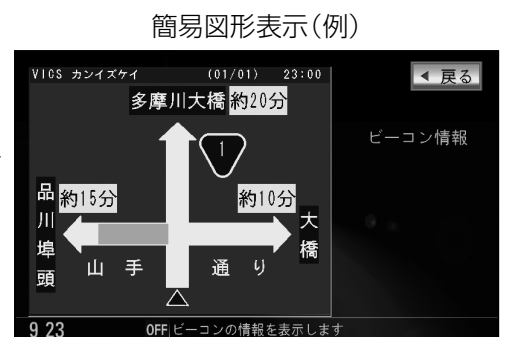 簡易図形表示(例)
VICS カンイズケイ (01/01) 23:00
◀ 戻る
多摩川大橋 約20分
ビーコン情報
1
品川埠頭
約15分
約10分
大橋
山手通り
9 23 OFF ビーコンの情報を表示します